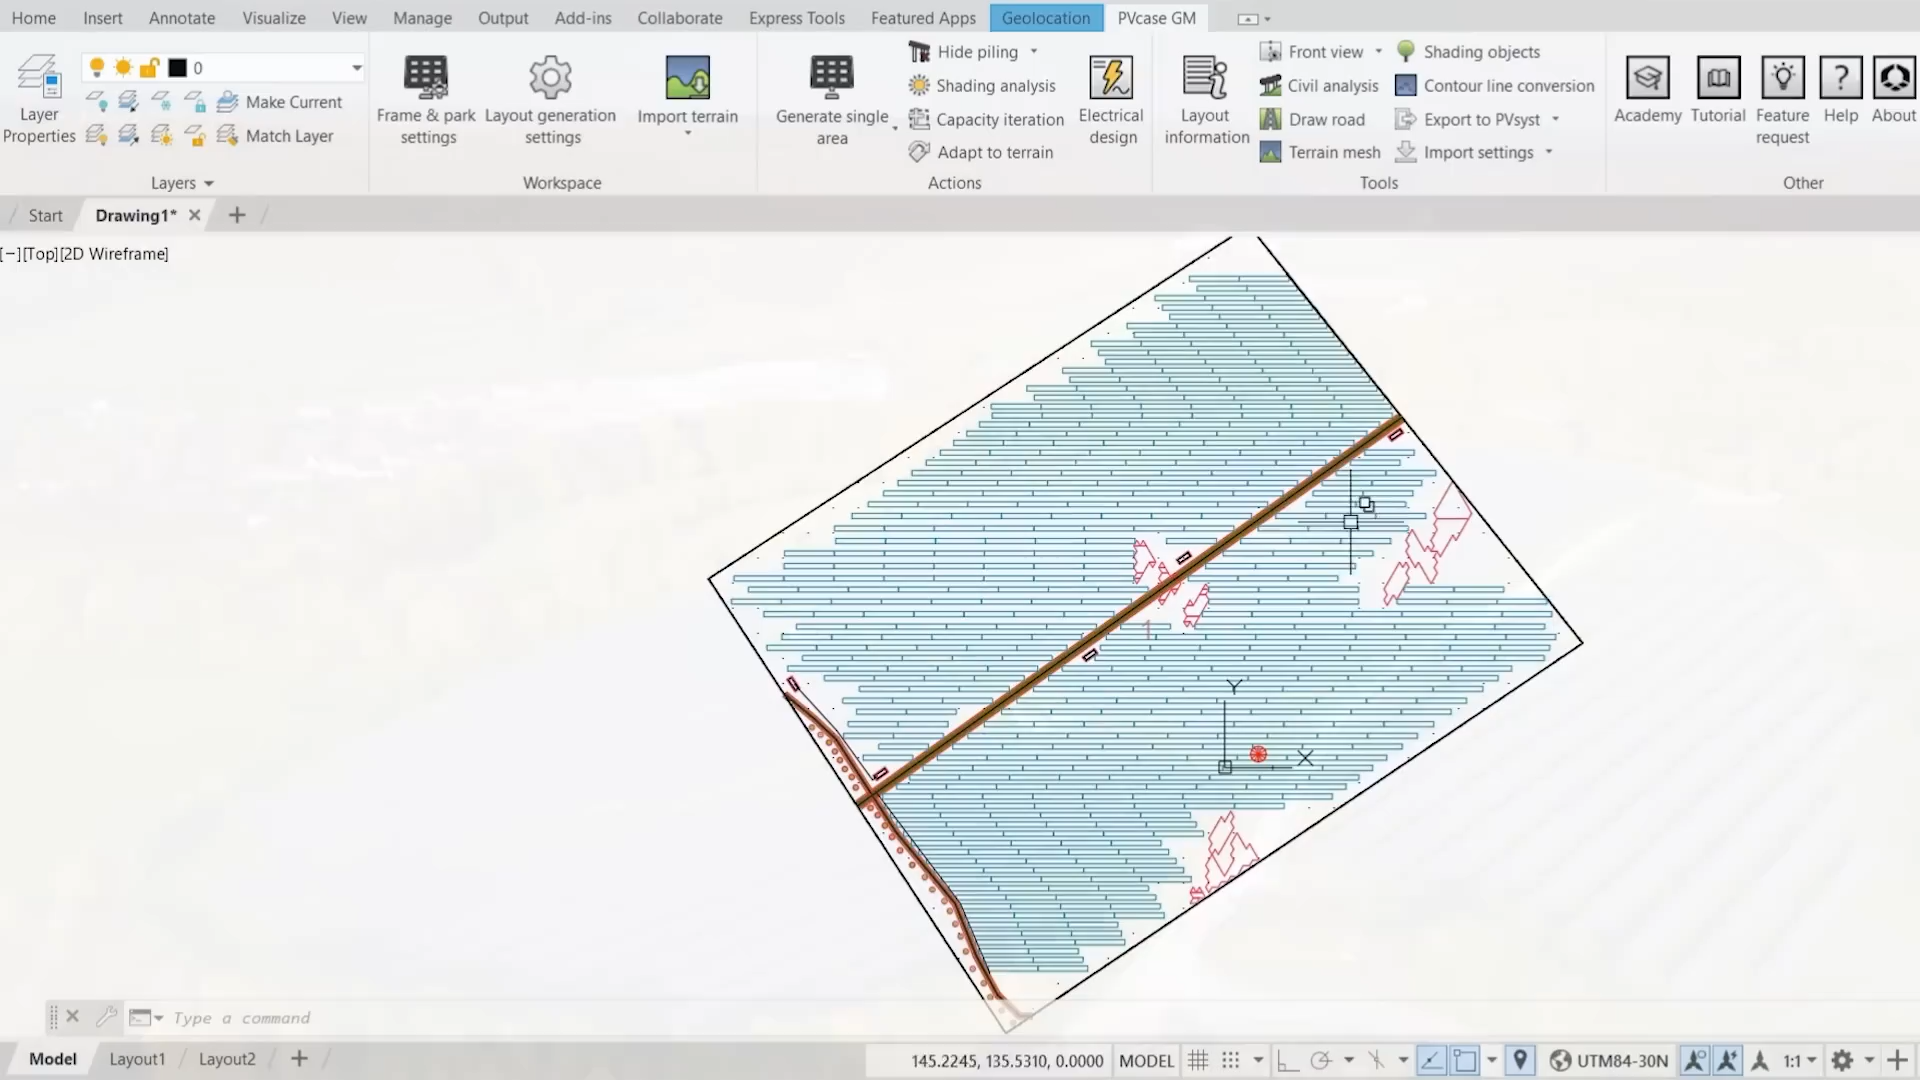 Home Insert Annotate Visualize View Manage Output Add-ins Collaborate Express Tools Featured Apps Geolocation PVcase GM
Layer Properties
0
Make Current
Match Layer
Layers
Frame & park settings
Layout generation settings
Import terrain
Workspace
Generate single area
Hide piling
Shading analysis
Capacity iteration
Adapt to terrain
Electrical design
Actions
Layout information
Front view
Civil analysis
Draw road
Terrain mesh
Shading objects
Contour line conversion
Export to PVsyst
Import settings
Tools
Academy
Tutorial
Feature request
Help
About
Other
Start Drawing1*
[−][Top][2D Wireframe]
1
Y
X
Type a command
Model Layout1 Layout2
145.2245, 135.5310, 0.0000 MODEL UTM84-30N 1:1